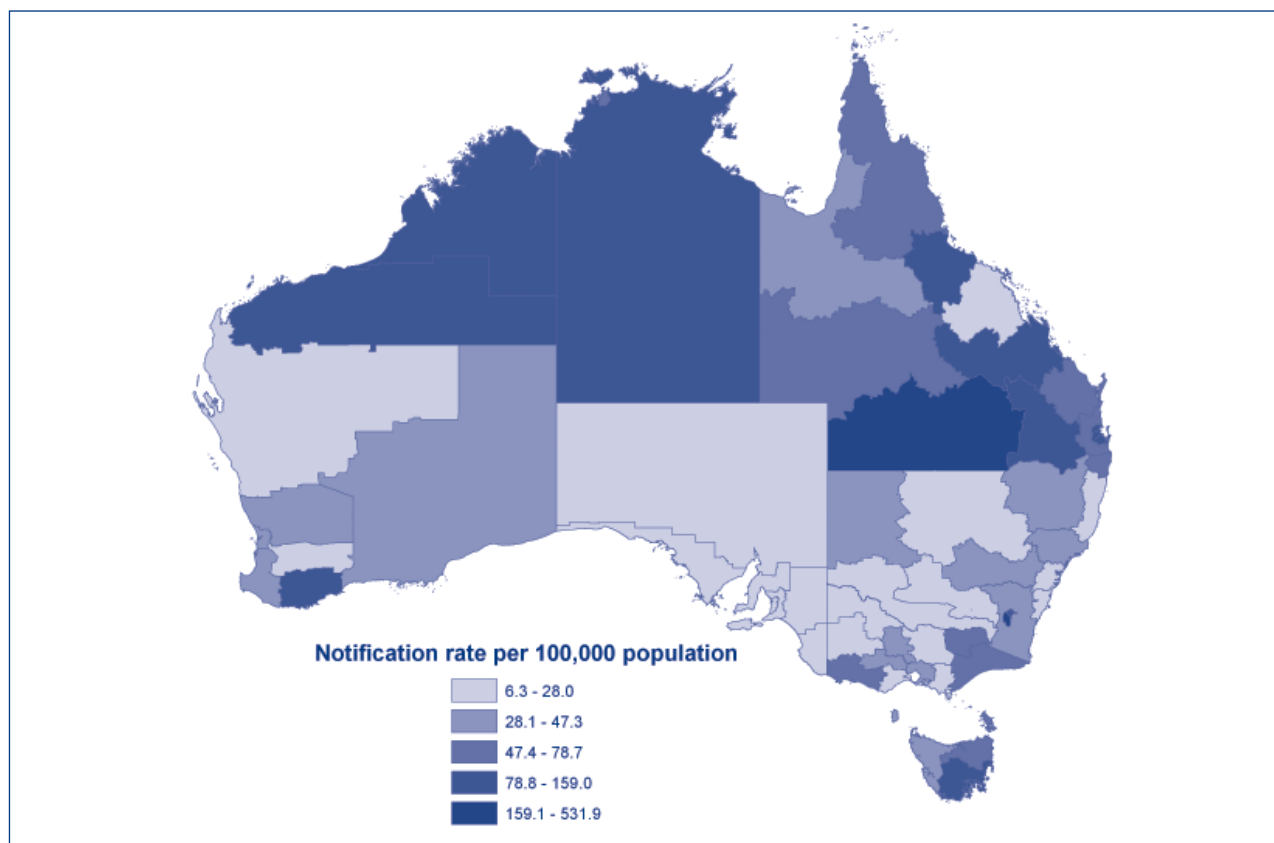 Notification rate per 100,000 population
6.3 - 28.0
28.1 - 47.3
47.4 - 78.7
78.8 - 159.0
159.1 - 531.9